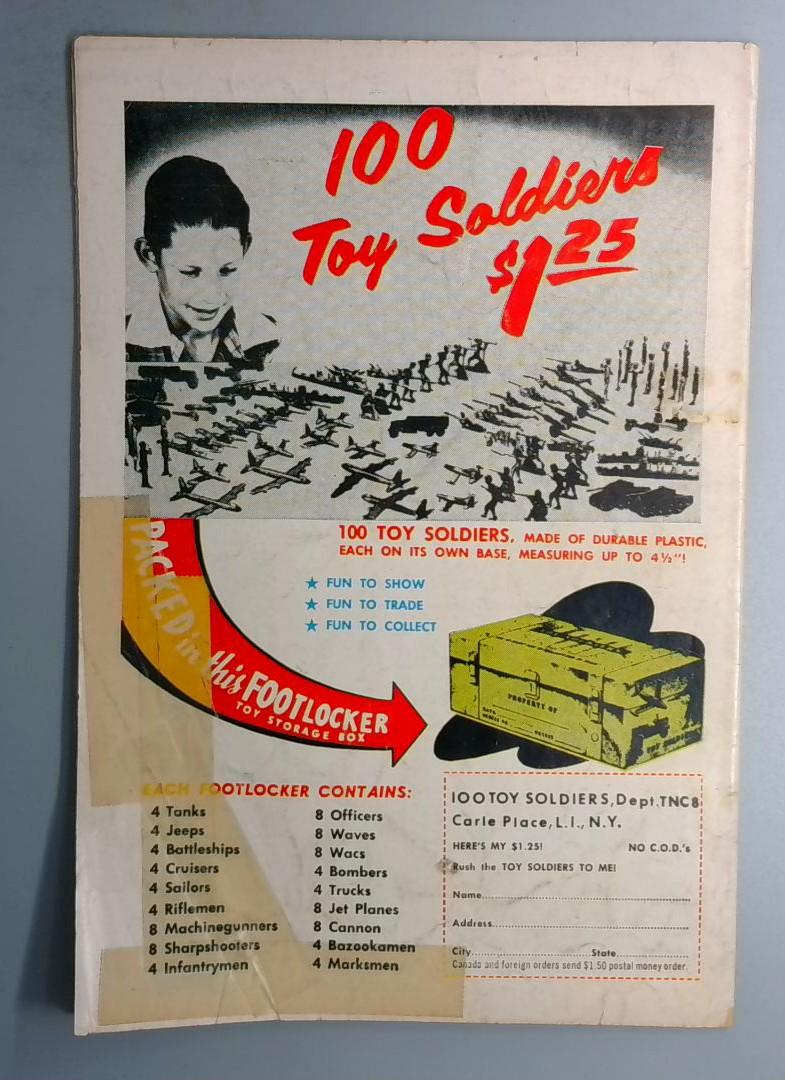 100
Toy Soldiers
$1.25
100 TOY SOLDIERS, MADE OF DURABLE PLASTIC,
EACH ON ITS OWN BASE, MEASURING UP TO 4½"!
★ FUN TO SHOW
★ FUN TO TRADE
★ FUN TO COLLECT
PACKED in this FOOTLOCKER
TOY STORAGE BOX
PROPERTY OF
EACH FOOTLOCKER CONTAINS:
4 Tanks
4 Jeeps
4 Battleships
4 Cruisers
4 Sailors
4 Riflemen
8 Machinegunners
8 Sharpshooters
4 Infantrymen
8 Officers
8 Waves
8 Wacs
4 Bombers
4 Trucks
8 Jet Planes
8 Cannon
4 Bazookamen
4 Marksmen
100 TOY SOLDIERS, Dept. TNC8
Carle Place, L.I., N.Y.
HERE'S MY $1.25! NO C.O.D.'s
Rush the TOY SOLDIERS TO ME!
Name
Address
City State
Canada and foreign orders send $1.50 postal money order.